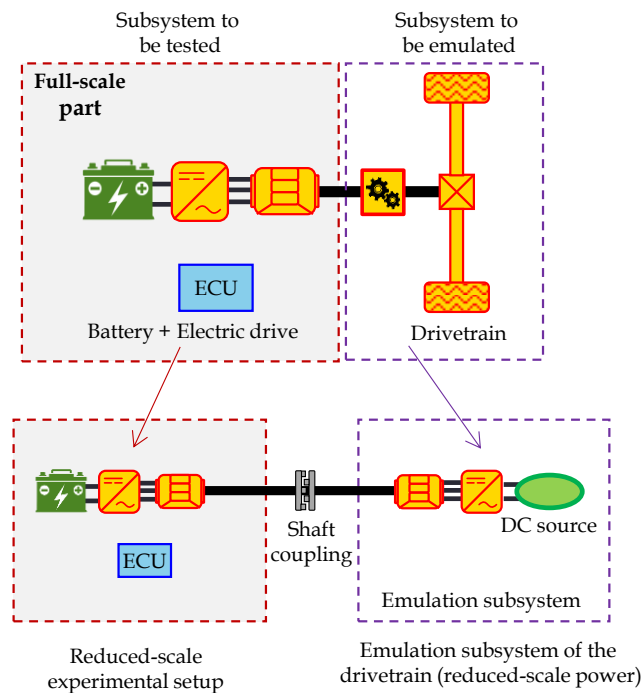 Subsystem to
be tested
Subsystem to
be emulated
Full-scale
part
ECU
Battery + Electric drive
Drivetrain
Shaft
coupling
DC source
ECU
Emulation subsystem
Reduced-scale
experimental setup
Emulation subsystem of the
drivetrain (reduced-scale power)